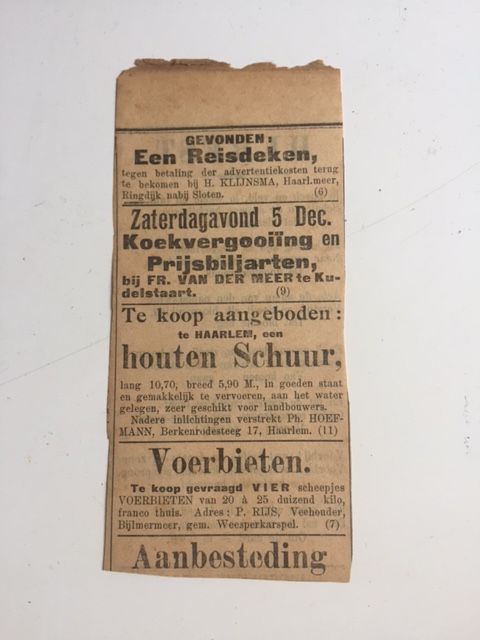 GEVONDEN:
Een Reisdeken,
tegen betaling der advertentiekosten terug
te bekomen bij H. KLIJNSMA, Haarl.meer,
Ringdijk nabij Sloten. (6)
Zaterdagavond 5 Dec.
Koekvergooiïng en
Prijsbiljarten,
bij FR. VAN DER MEER te Ku-
delstaart. (9)
Te koop aangeboden:
te HAARLEM, een
houten Schuur,
lang 10,70, breed 5,90 M., in goeden staat
en gemakkelijk te vervoeren, aan het water
gelegen, zeer geschikt voor landbouwers.
Nadere inlichtingen verstrekt Ph. HOEF-
MANN, Berkenrodesteeg 17, Haarlem. (11)
Voerbieten.
Te koop gevraagd VIER scheepjes
VOERBIETEN van 20 à 25 duizend kilo,
franco thuis. Adres: P. RIJS, Veehouder,
Bijlmermeer, gem. Weesperkarspel. (7)
Aanbesteding